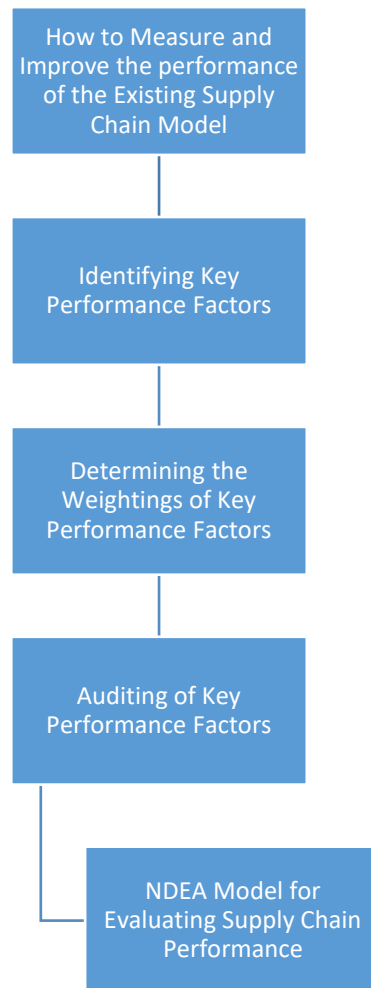 How to Measure and
Improve the performance
of the Existing Supply
Chain Model
Identifying Key
Performance Factors
Determining the
Weightings of Key
Performance Factors
Auditing of Key
Performance Factors
NDEA Model for
Evaluating Supply Chain
Performance